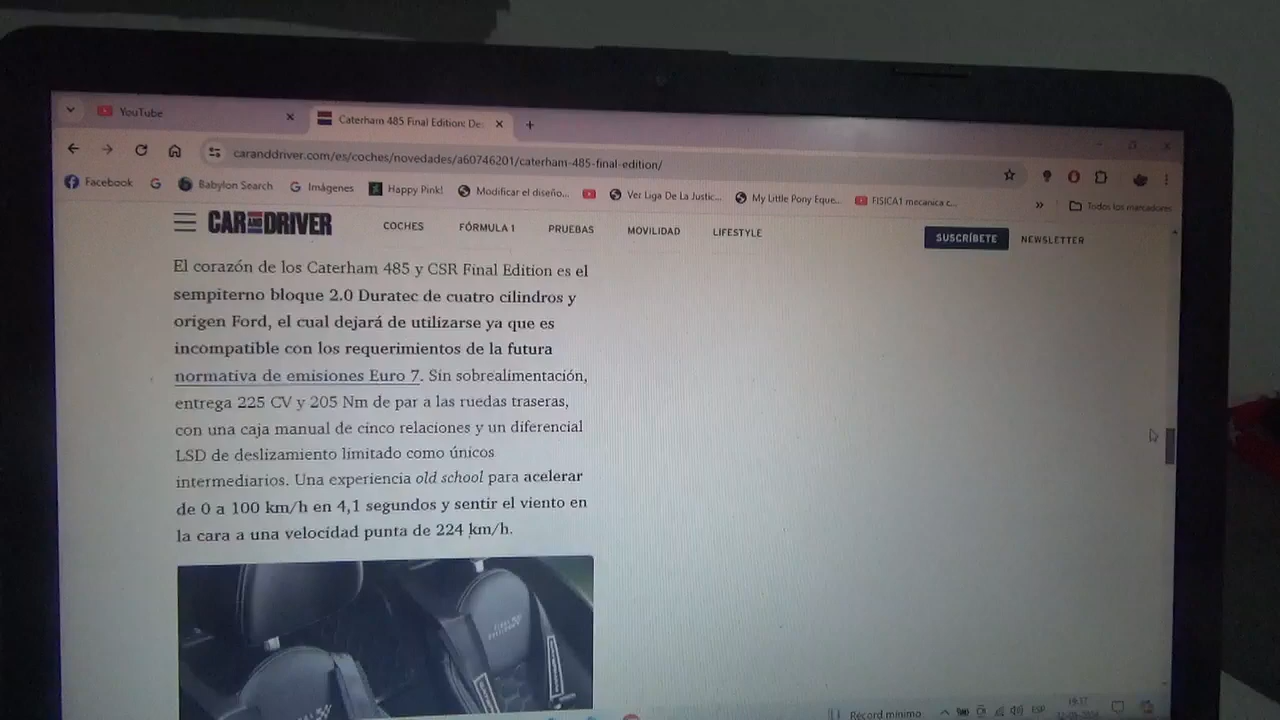 YouTube
Caterham 485 Final Edition: De
caranddriver.com/es/coches/novedades/a60746201/caterham-485-final-edition/
Facebook
Babylon Search
Imágenes
Happy Pink!
Modificar el diseño...
Ver Liga De La Justic...
My Little Pony Eque...
FISICA1 mecanica c...
Todos los marcadores
CAR AND DRIVER
COCHES
FÓRMULA 1
PRUEBAS
MOVILIDAD
LIFESTYLE
SUSCRÍBETE
NEWSLETTER
El corazón de los Caterham 485 y CSR Final Edition es el
sempiterno bloque 2.0 Duratec de cuatro cilindros y
origen Ford, el cual dejará de utilizarse ya que es
incompatible con los requerimientos de la futura
normativa de emisiones Euro 7. Sin sobrealimentación,
entrega 225 CV y 205 Nm de par a las ruedas traseras,
con una caja manual de cinco relaciones y un diferencial
LSD de deslizamiento limitado como únicos
intermediarios. Una experiencia old school para acelerar
de 0 a 100 km/h en 4,1 segundos y sentir el viento en
la cara a una velocidad punta de 224 km/h.
Récord mínimo
ESP
19:37